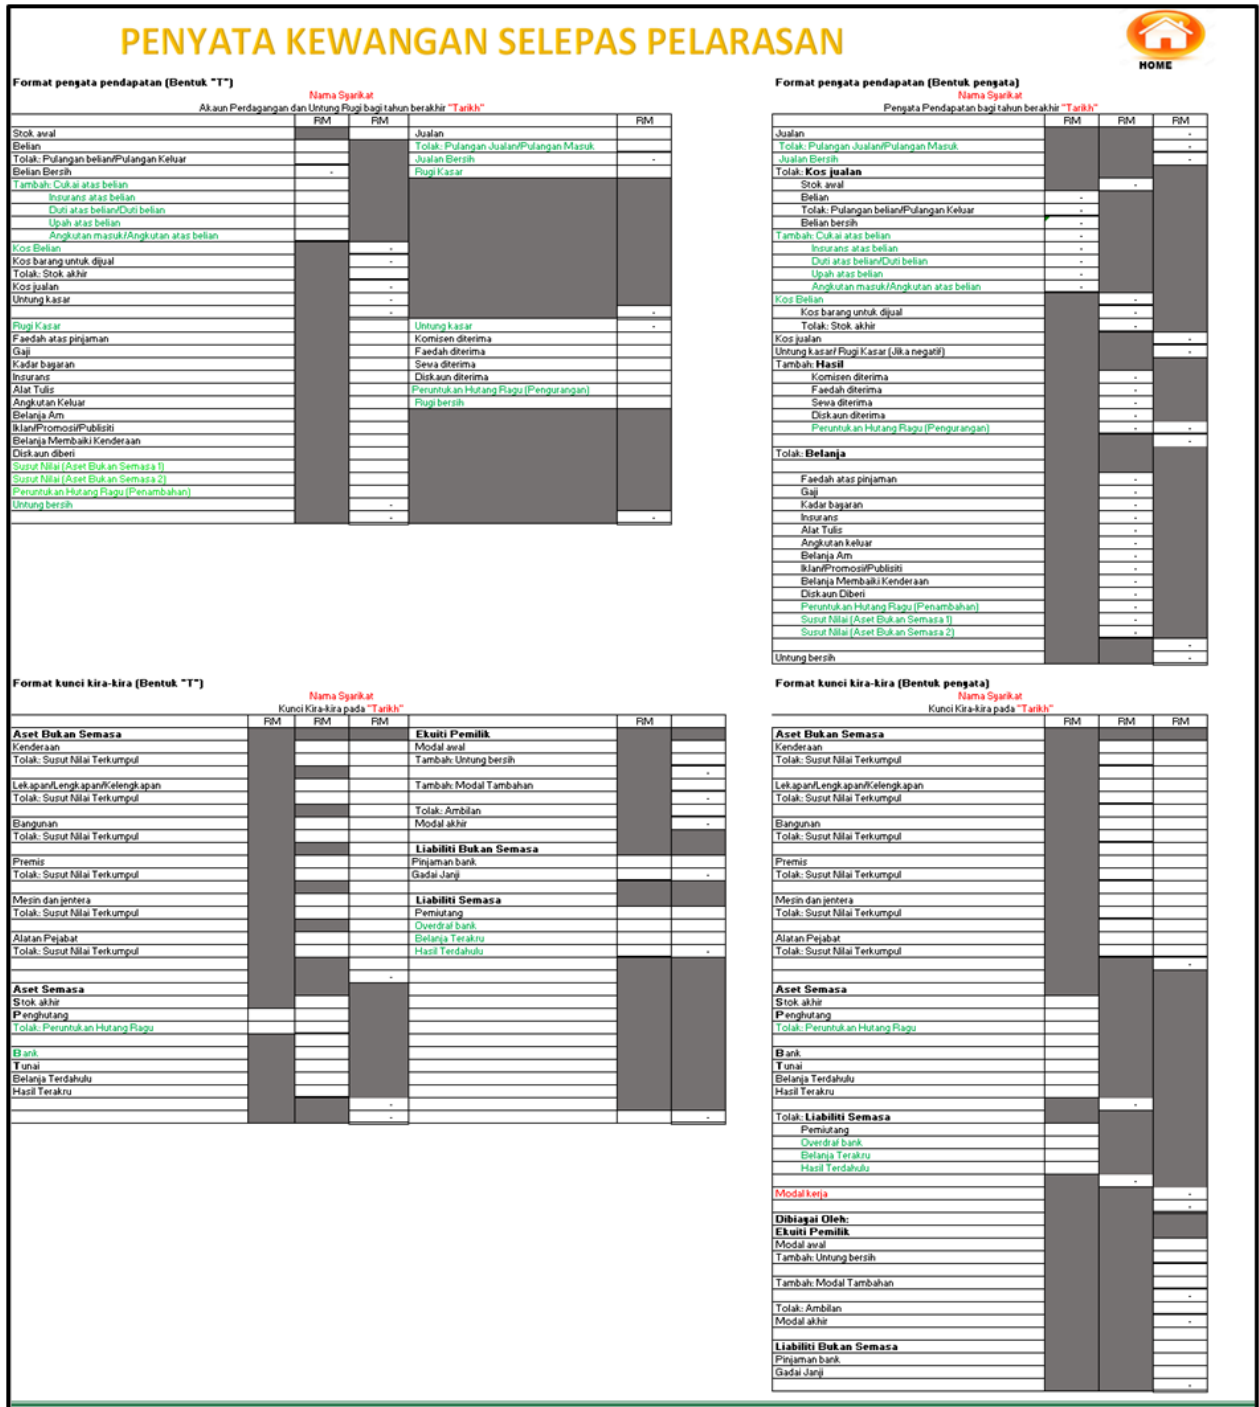 PENYATA KEWANGAN SELEPAS PELARASAN
HOME
Format penyata pendapatan (Bentuk "T")
Nama Syarikat
Akaun Perdagangan dan Untung Rugi bagi tahun berakhir "Tarikh"
RM RM RM
Stok awal Jualan
Belian Tolak: Pulangan Jualan/Pulangan Masuk
Tolak: Pulangan belian/Pulangan Keluar Jualan Bersih -
Belian Bersih - Rugi Kasar
Tambah: Cukai atas belian
Insurans atas belian
Duti atas belian/Duti belian
Upah atas belian
Angkutan masuk/Angkutan atas belian
Kos Belian -
Kos barang untuk dijual -
Tolak: Stok akhir
Kos jualan -
Untung kasar -
- -
Rugi Kasar Untung kasar -
Faedah atas pinjaman Komisen diterima
Gaji Faedah diterima
Kadar bayaran Sewa diterima
Insurans Diskaun diterima
Alat Tulis Peruntukan Hutang Ragu (Pengurangan)
Angkutan Keluar Rugi bersih
Belanja Am
Iklan/Promosi/Publisiti
Belanja Membaiki Kenderaan
Diskaun diberi
Susut Nilai (Aset Bukan Semasa 1)
Susut Nilai (Aset Bukan Semasa 2)
Peruntukan Hutang Ragu (Penambahan)
Untung bersih -
- -
Format penyata pendapatan (Bentuk penyata)
Nama Syarikat
Penyata Pendapatan bagi tahun berakhir "Tarikh"
RM RM RM
Jualan -
Tolak: Pulangan Jualan/Pulangan Masuk -
Jualan Bersih -
Tolak: Kos jualan
Stok awal -
Belian -
Tolak: Pulangan belian/Pulangan Keluar -
Belian bersih -
Tambah: Cukai atas belian -
Insurans atas belian -
Duti atas belian/Duti belian -
Upah atas belian -
Angkutan masuk/Angkutan atas belian -
Kos Belian -
Kos barang untuk dijual -
Tolak: Stok akhir -
Kos jualan -
Untung kasar/ Rugi Kasar (Jika negatif) -
Tambah: Hasil
Komisen diterima -
Faedah diterima -
Sewa diterima -
Diskaun diterima -
Peruntukan Hutang Ragu (Pengurangan) - -
-
Tolak: Belanja
Faedah atas pinjaman -
Gaji -
Kadar bayaran -
Insurans -
Alat Tulis -
Angkutan keluar -
Belanja Am -
Iklan/Promosi/Publisiti -
Belanja Membaiki Kenderaan -
Diskaun Diberi -
Peruntukan Hutang Ragu (Penambahan) -
Susut Nilai (Aset Bukan Semasa 1) -
Susut Nilai (Aset Bukan Semasa 2) -
-
Untung bersih -
Format kunci kira-kira (Bentuk "T")
Nama Syarikat
Kunci Kira-kira pada "Tarikh"
RM RM RM RM
Aset Bukan Semasa Ekuiti Pemilik
Kenderaan Modal awal
Tolak: Susut Nilai Terkumpul Tambah: Untung bersih
-
Lekapan/Lengkapan/Kelengkapan Tambah: Modal Tambahan
Tolak: Susut Nilai Terkumpul -
Tolak: Ambilan
Bangunan Modal akhir -
Tolak: Susut Nilai Terkumpul
Liabiliti Bukan Semasa
Premis Pinjaman bank
Tolak: Susut Nilai Terkumpul Gadai Janji -
Mesin dan jentera Liabiliti Semasa
Tolak: Susut Nilai Terkumpul Pemiutang
Overdraf bank
Alatan Pejabat Belanja Terakru
Tolak: Susut Nilai Terkumpul Hasil Terdahulu -
-
Aset Semasa
Stok akhir
Penghutang
Tolak: Peruntukan Hutang Ragu
Bank
Tunai
Belanja Terdahulu
Hasil Terakru
-
- -
Format kunci kira-kira (Bentuk penyata)
Nama Syarikat
Kunci Kira-kira pada "Tarikh"
RM RM RM
Aset Bukan Semasa
Kenderaan
Tolak: Susut Nilai Terkumpul
Lekapan/Lengkapan/Kelengkapan
Tolak: Susut Nilai Terkumpul
Bangunan
Tolak: Susut Nilai Terkumpul
Premis
Tolak: Susut Nilai Terkumpul
Mesin dan jentera
Tolak: Susut Nilai Terkumpul
Alatan Pejabat
Tolak: Susut Nilai Terkumpul
-
Aset Semasa
Stok akhir
Penghutang
Tolak: Peruntukan Hutang Ragu
Bank
Tunai
Belanja Terdahulu
Hasil Terakru
-
Tolak: Liabiliti Semasa
Pemiutang
Overdraf bank
Belanja Terakru
Hasil Terdahulu
-
Modal kerja -
-
Dibiayai Oleh:
Ekuiti Pemilik
Modal awal
Tambah: Untung bersih
Tambah: Modal Tambahan
-
Tolak: Ambilan
Modal akhir -
Liabiliti Bukan Semasa
Pinjaman bank
Gadai Janji
-